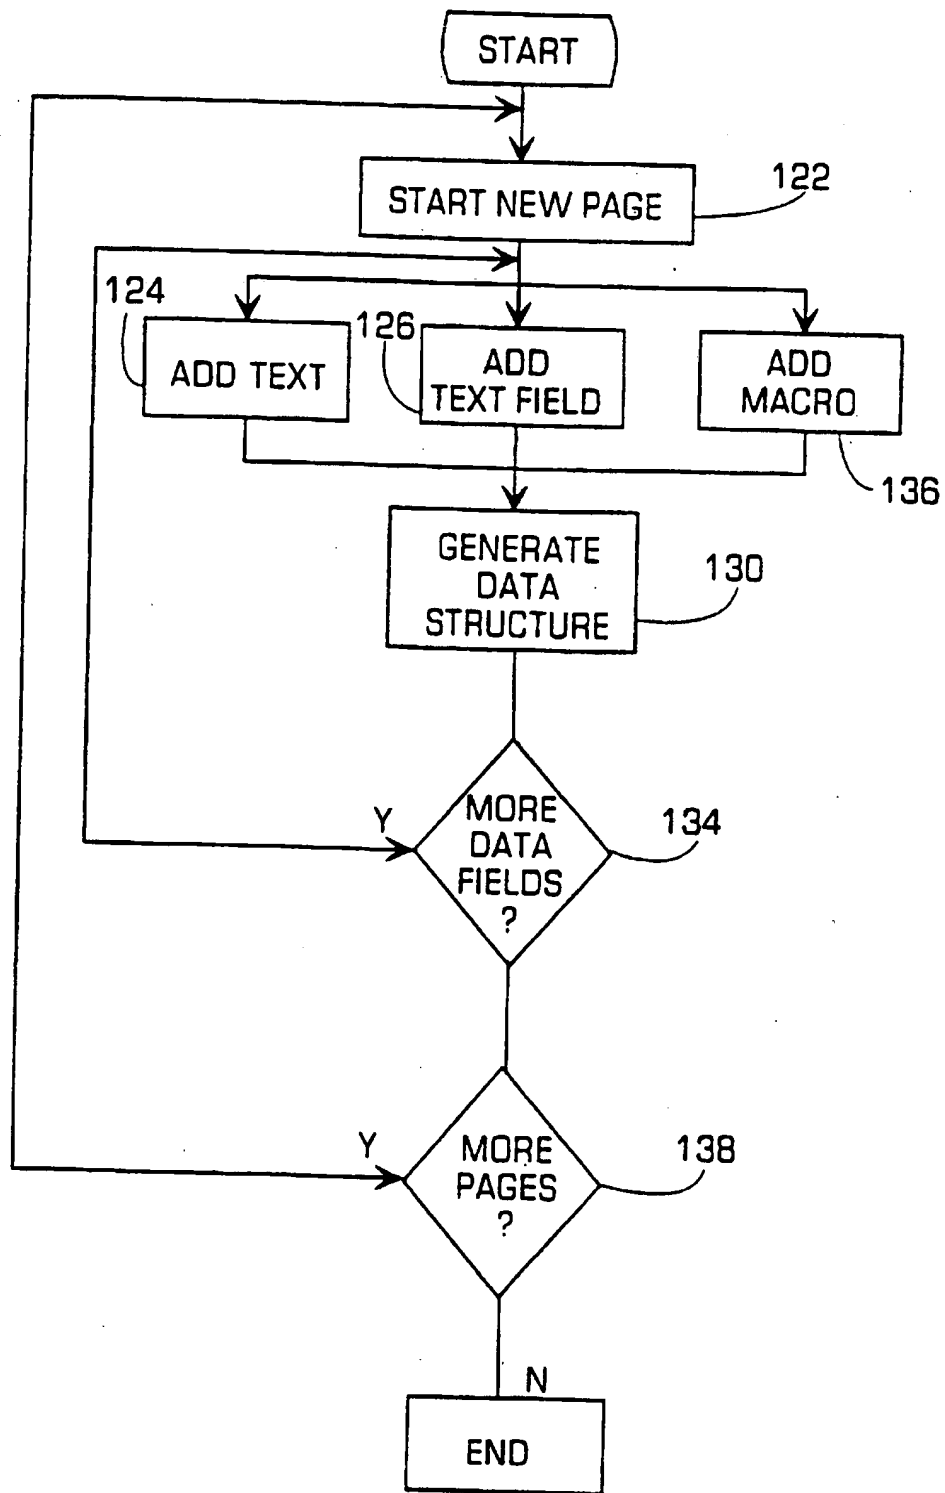 START
START NEW PAGE
122
124
ADD TEXT
126
ADD
TEXT FIELD
ADD
MACRO
136
GENERATE
DATA
STRUCTURE
130
Y
MORE
DATA
FIELDS
?
134
Y
MORE
PAGES
?
138
N
END